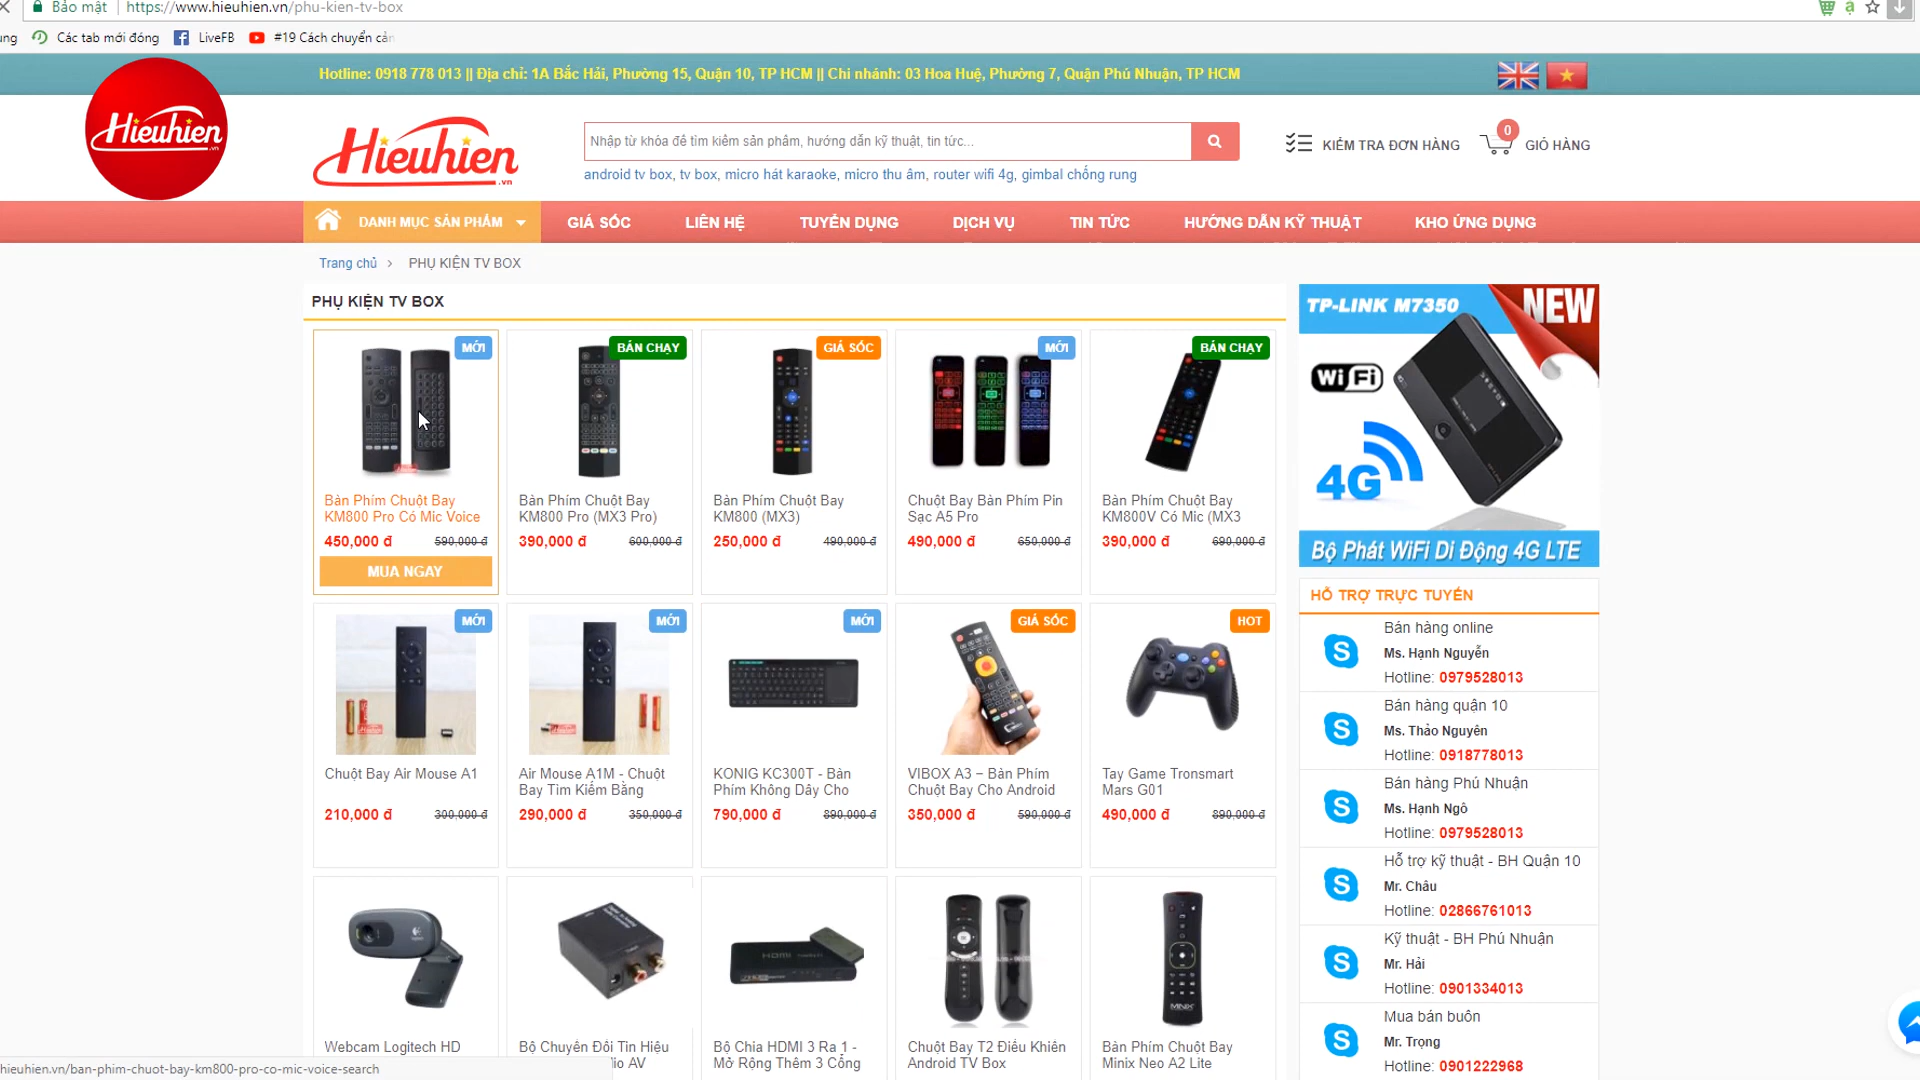 Bảo mật
https://www.hieuhien.vn/phu-kien-tv-box
ụng
Các tab mới đóng
LiveFB
#19 Cách chuyển cản
Hotline: 0918 778 013 || Địa chỉ: 1A Bắc Hải, Phường 15, Quận 10, TP HCM || Chi nhánh: 03 Hoa Huệ, Phường 7, Quận Phú Nhuận, TP HCM
Hieuhien
.vn
Hieuhien
.vn
Nhập từ khóa để tìm kiếm sản phẩm, hướng dẫn kỹ thuật, tin tức...
android tv box, tv box, micro hát karaoke, micro thu âm, router wifi 4g, gimbal chống rung
KIỂM TRA ĐƠN HÀNG
0
GIỎ HÀNG
DANH MỤC SẢN PHẨM
GIÁ SỐC
LIÊN HỆ
TUYỂN DỤNG
DỊCH VỤ
TIN TỨC
HƯỚNG DẪN KỸ THUẬT
KHO ỨNG DỤNG
Trang chủ > PHỤ KIỆN TV BOX
PHỤ KIỆN TV BOX
MỚI
Bàn Phím Chuột Bay
KM800 Pro Có Mic Voice
450,000 đ 590,000 đ
MUA NGAY
BÁN CHẠY
Bàn Phím Chuột Bay
KM800 Pro (MX3 Pro)
390,000 đ 600,000 đ
GIÁ SỐC
Bàn Phím Chuột Bay
KM800 (MX3)
250,000 đ 490,000 đ
MỚI
Chuột Bay Bàn Phím Pin
Sạc A5 Pro
490,000 đ 650,000 đ
BÁN CHẠY
Bàn Phím Chuột Bay
KM800V Có Mic (MX3
390,000 đ 690,000 đ
MỚI
Chuột Bay Air Mouse A1
210,000 đ 300,000 đ
MỚI
Air Mouse A1M - Chuột
Bay Tìm Kiếm Bằng
290,000 đ 350,000 đ
MỚI
KONIG KC300T - Bàn
Phím Không Dây Cho
790,000 đ 890,000 đ
GIÁ SỐC
VIBOX A3 – Bàn Phím
Chuột Bay Cho Android
350,000 đ 590,000 đ
HOT
Tay Game Tronsmart
Mars G01
490,000 đ 890,000 đ
Webcam Logitech HD
Bộ Chuyển Đổi Tin Hiệu
io AV
HDMI
Bộ Chia HDMI 3 Ra 1 -
Mở Rộng Thêm 3 Cổng
Chuột Bay T2 Điều Khiển
Android TV Box
MINIX
Bàn Phím Chuột Bay
Minix Neo A2 Lite
TP-LINK M7350
NEW
WiFi
4G
Bộ Phát WiFi Di Động 4G LTE
HỖ TRỢ TRỰC TUYẾN
Bán hàng online
Ms. Hạnh Nguyễn
Hotline: 0979528013
Bán hàng quận 10
Ms. Thảo Nguyên
Hotline: 0918778013
Bán hàng Phú Nhuận
Ms. Hạnh Ngô
Hotline: 0979528013
Hỗ trợ kỹ thuật - BH Quận 10
Mr. Châu
Hotline: 02866761013
Kỹ thuật - BH Phú Nhuận
Mr. Hải
Hotline: 0901334013
Mua bán buôn
Mr. Trọng
Hotline: 0901222968
hieuhien.vn/ban-phim-chuot-bay-km800-pro-co-mic-voice-search